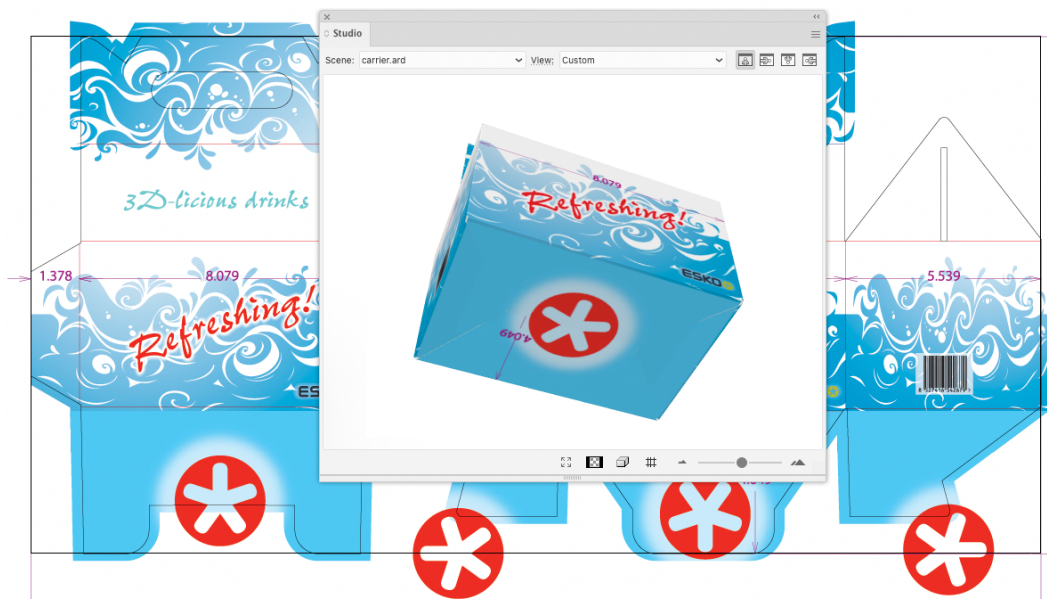 Studio
Scene: carrier.ard View: Custom
8.079
Refreshing!
ESKO
4.049
3D-licious drinks
1.378 8.079
Refreshing!
ES
5.539